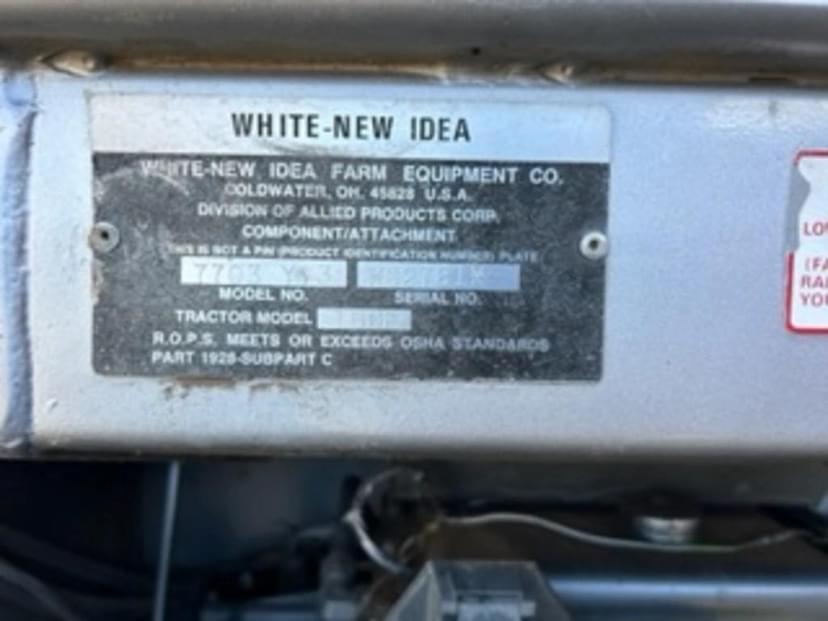 WHITE-NEW IDEA
WHITE-NEW IDEA FARM EQUIPMENT CO.
COLDWATER, OH. 45828 U.S.A.
DIVISION OF ALLIED PRODUCTS CORP.
COMPONENT/ATTACHMENT
THIS IS NOT A PIN (PRODUCT IDENTIFICATION NUMBER) PLATE
7703
MODEL NO. SERIAL NO.
TRACTOR MODEL
R.O.P.S. MEETS OR EXCEEDS OSHA STANDARDS
PART 1928-SUBPART C